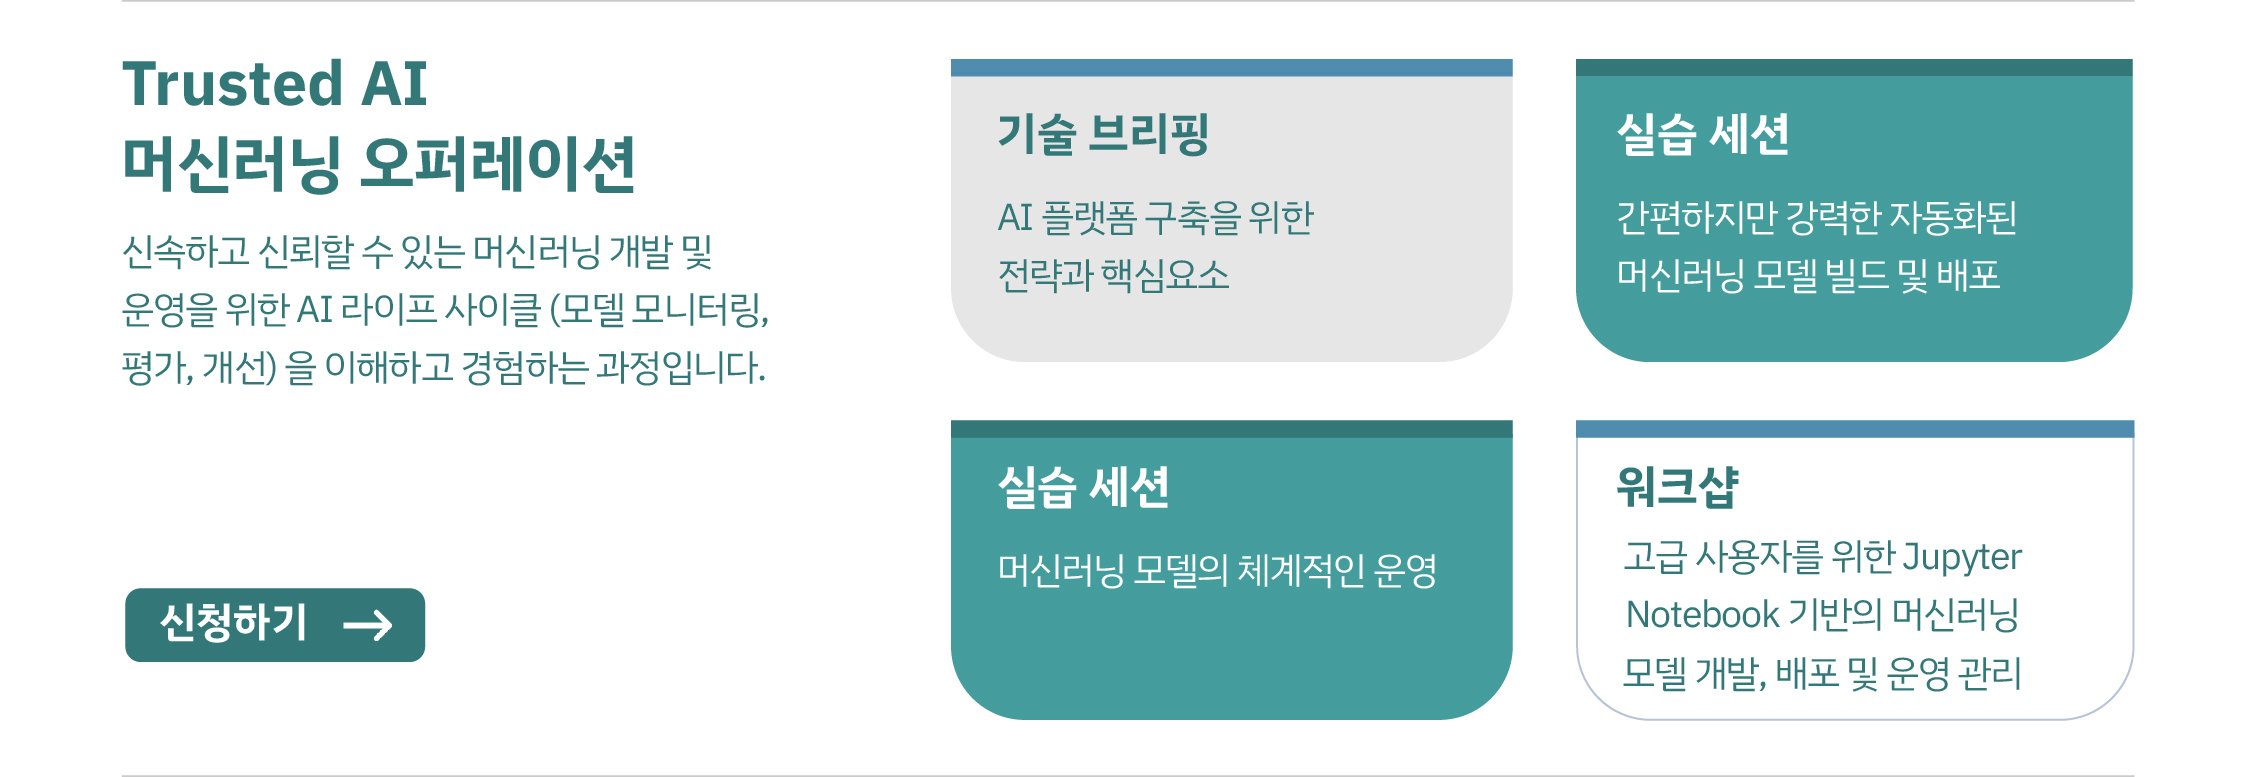 Trusted AI
머신러닝 오퍼레이션
신속하고 신뢰할 수 있는 머신러닝 개발 및
운영을 위한 AI 라이프 사이클 (모델 모니터링,
평가, 개선) 을 이해하고 경험하는 과정입니다.
신청하기
기술 브리핑
AI 플랫폼 구축을 위한
전략과 핵심요소
실습 세션
간편하지만 강력한 자동화된
머신러닝 모델 빌드 및 배포
실습 세션
머신러닝 모델의 체계적인 운영
워크샵
고급 사용자를 위한 Jupyter
Notebook 기반의 머신러닝
모델 개발, 배포 및 운영 관리